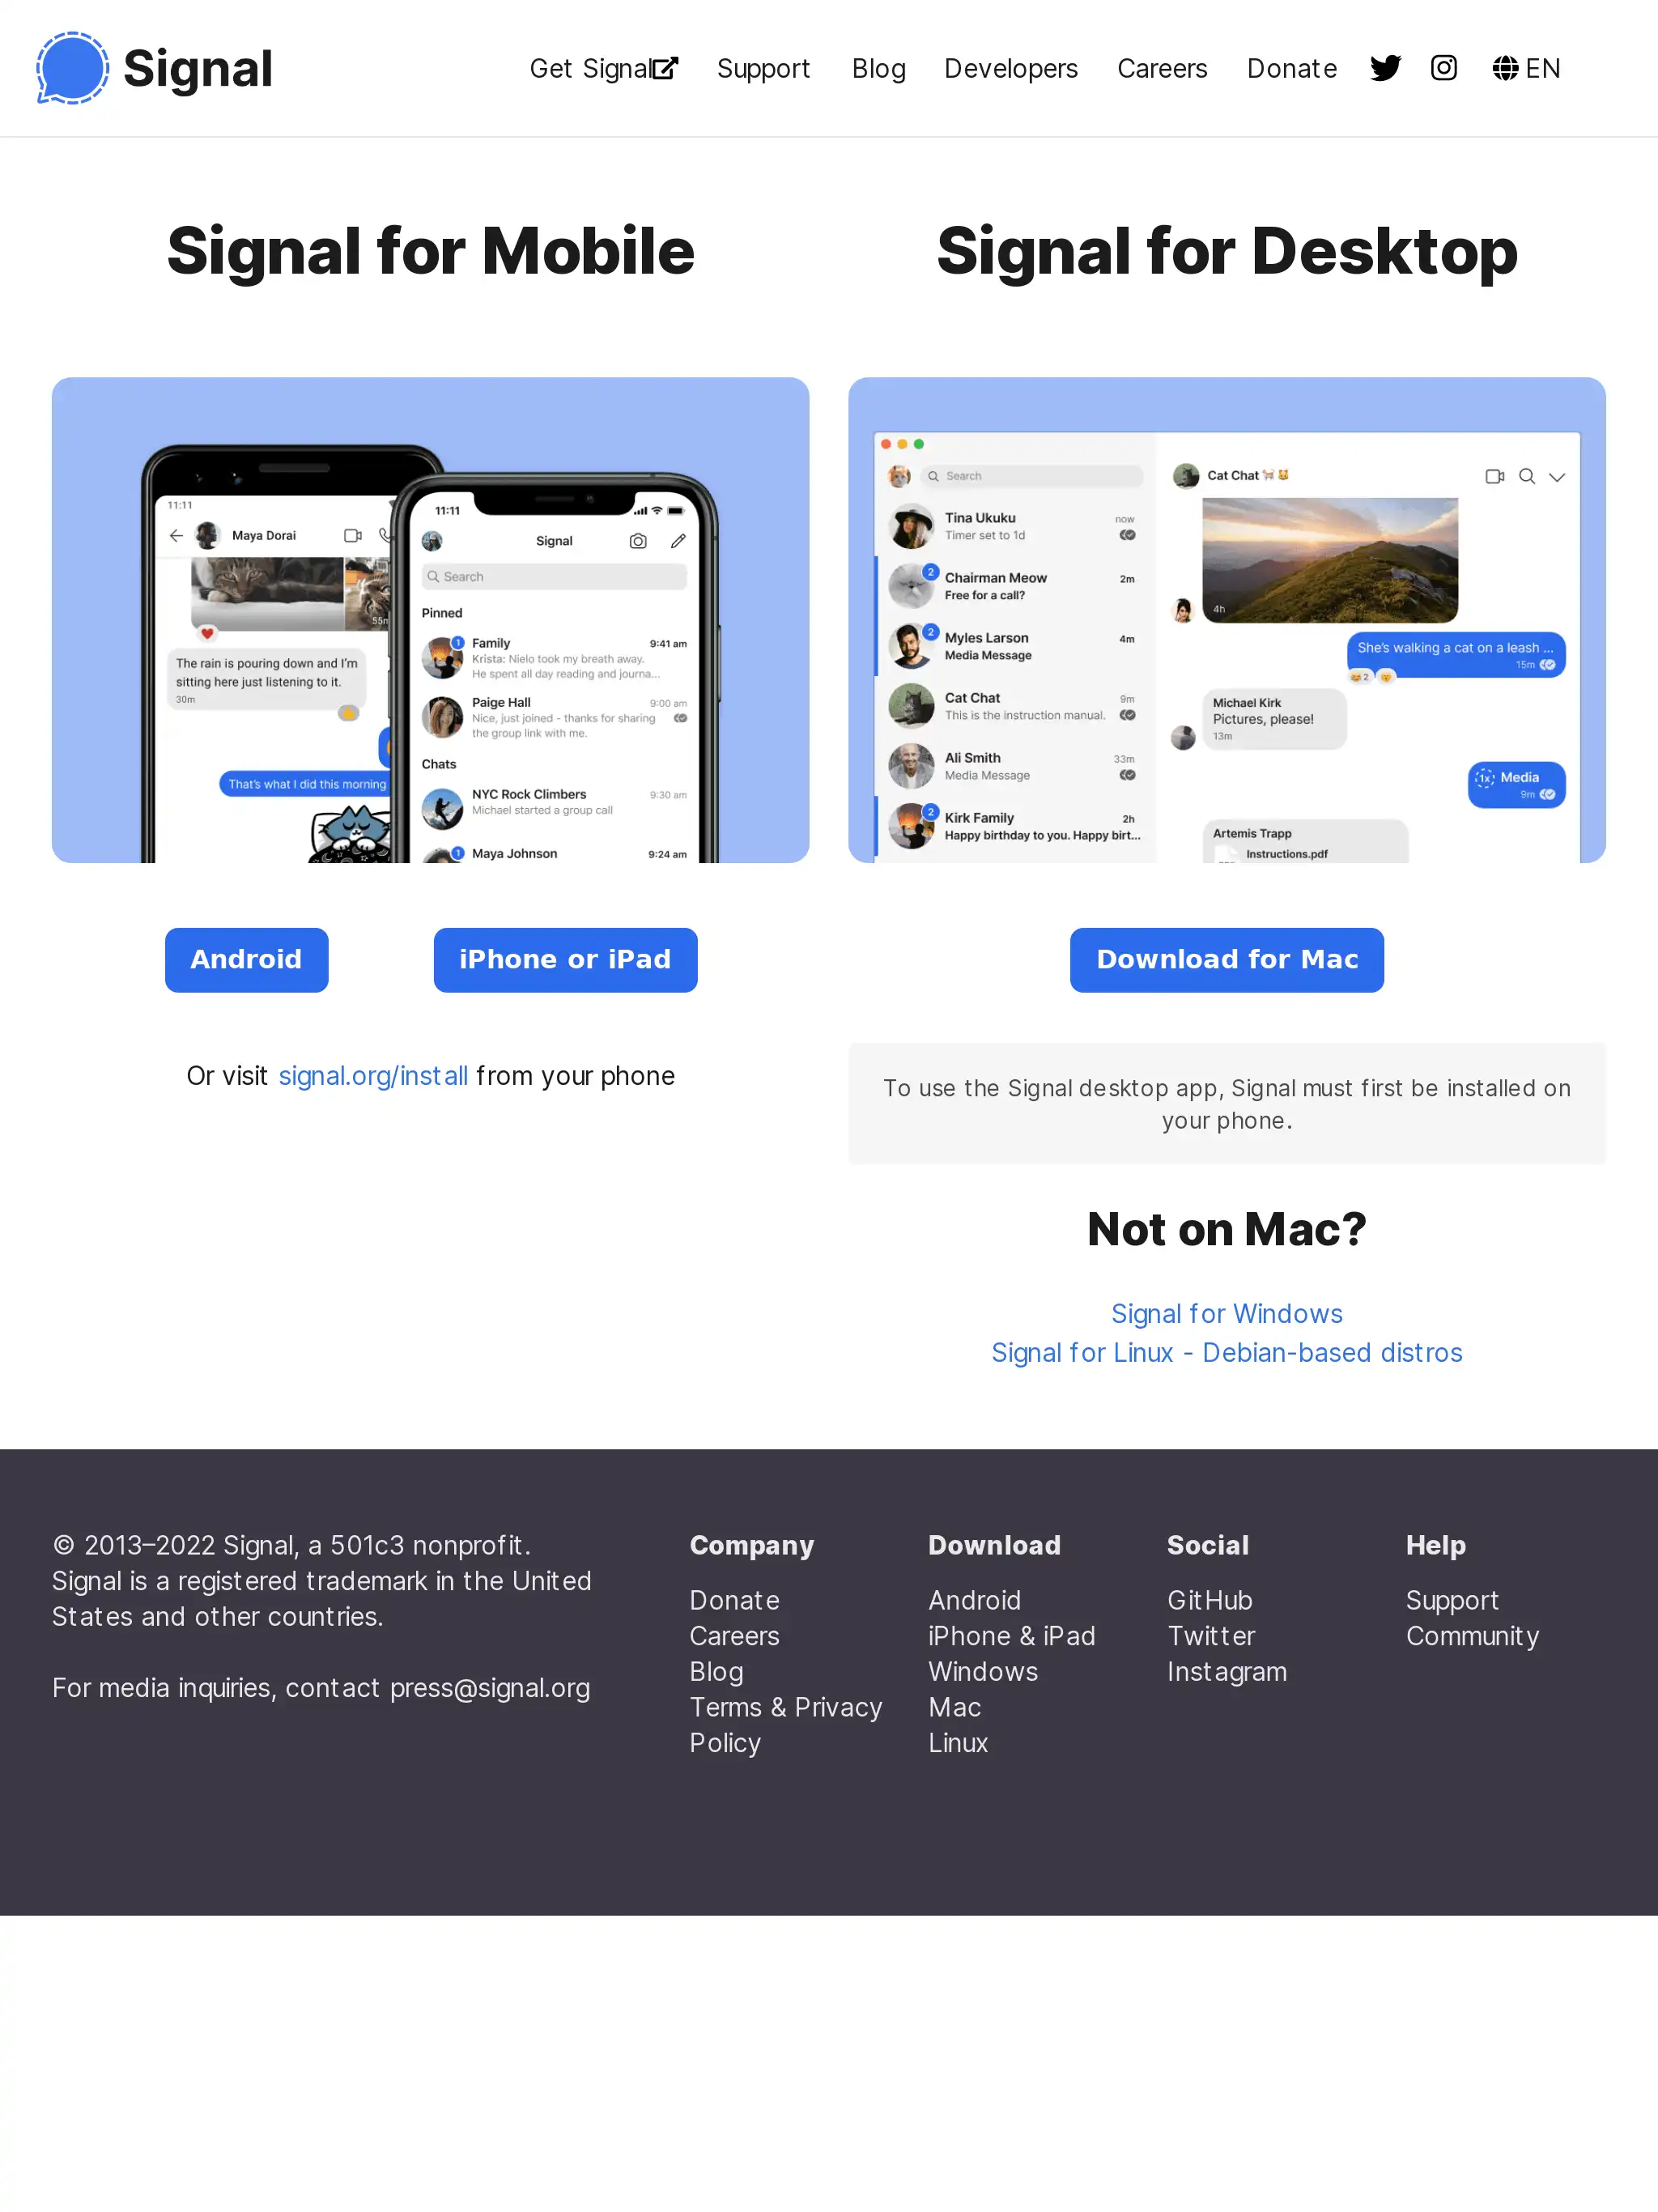 Signal
Get Signal
Support
Blog
Developers
Careers
Donate
EN
Signal for Mobile
11:11
Maya Dorai
55m
The rain is pouring down and I'm
sitting here just listening to it.
30m
That's what I did this morning
11:11
Signal
Search
Pinned
Family 9:41 am
Krista: Nielo took my breath away.
He spent all day reading and journa...
1
Paige Hall 9:00 am
Nice, just joined - thanks for sharing
the group link with me.
Chats
NYC Rock Climbers 9:30 am
Michael started a group call
1
Maya Johnson 9:24 am
Android
iPhone or iPad
Or visit signal.org/install from your phone
Signal for Desktop
Search
Tina Ukuku now
Timer set to 1d
2
Chairman Meow 2m
Free for a call?
2
Myles Larson 4m
Media Message
Cat Chat 9m
This is the instruction manual.
Ali Smith 33m
Media Message
2
Kirk Family 2h
Happy birthday to you. Happy birt...
Cat Chat
4h
She's walking a cat on a leash ...
15m
2
Michael Kirk
Pictures, please!
13m
1x Media
9m
Artemis Trapp
Instructions.pdf
Download for Mac
To use the Signal desktop app, Signal must first be installed on
your phone.
Not on Mac?
Signal for Windows
Signal for Linux - Debian-based distros
© 2013–2022 Signal, a 501c3 nonprofit.
Signal is a registered trademark in the United
States and other countries.
For media inquiries, contact press@signal.org
Company
Donate
Careers
Blog
Terms & Privacy
Policy
Download
Android
iPhone & iPad
Windows
Mac
Linux
Social
GitHub
Twitter
Instagram
Help
Support
Community